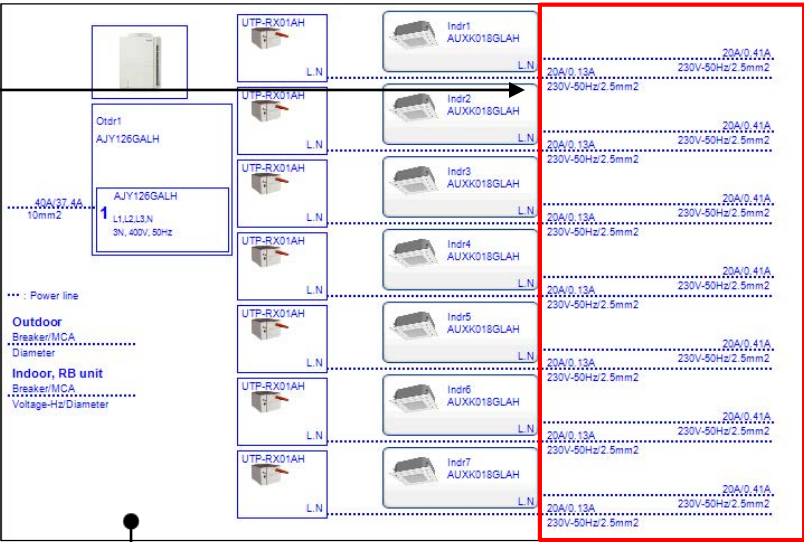 Otdr1
AJY126GALH
AJY126GALH
1
L1,L2,L3,N
3N, 400V, 50Hz
40A/37.4A
10mm2
··· : Power line
Outdoor
Breaker/MCA
Diameter
Indoor, RB unit
Breaker/MCA
Voltage-Hz/Diameter
UTP-RX01AH
L.N
Indr1
AUXK018GLAH
L.N
20A/0.41A
230V-50Hz/2.5mm2
20A/0.13A
230V-50Hz/2.5mm2
UTP-RX01AH
L.N
Indr2
AUXK018GLAH
L.N
20A/0.41A
230V-50Hz/2.5mm2
20A/0.13A
230V-50Hz/2.5mm2
UTP-RX01AH
L.N
Indr3
AUXK018GLAH
L.N
20A/0.41A
230V-50Hz/2.5mm2
20A/0.13A
230V-50Hz/2.5mm2
UTP-RX01AH
L.N
Indr4
AUXK018GLAH
L.N
20A/0.41A
230V-50Hz/2.5mm2
20A/0.13A
230V-50Hz/2.5mm2
UTP-RX01AH
L.N
Indr5
AUXK018GLAH
L.N
20A/0.41A
230V-50Hz/2.5mm2
20A/0.13A
230V-50Hz/2.5mm2
UTP-RX01AH
L.N
Indr6
AUXK018GLAH
L.N
20A/0.41A
230V-50Hz/2.5mm2
20A/0.13A
230V-50Hz/2.5mm2
UTP-RX01AH
L.N
Indr7
AUXK018GLAH
L.N
20A/0.41A
230V-50Hz/2.5mm2
20A/0.13A
230V-50Hz/2.5mm2